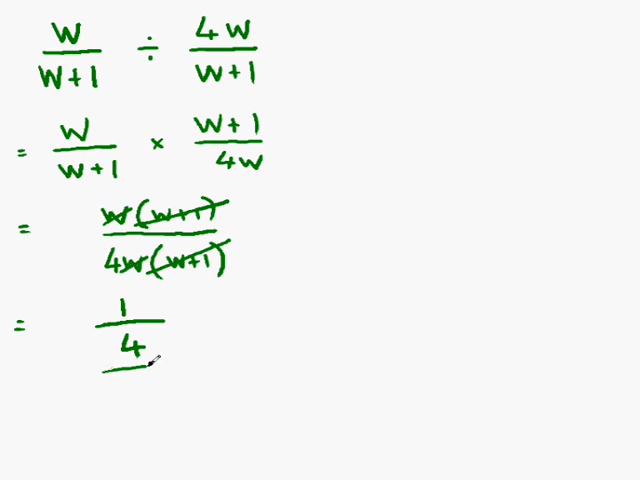 w/(w+1) ÷ 4w/(w+1)
= w/(w+1) × (w+1)/4w
= w(w+1)/4w(w+1)
= 1/4